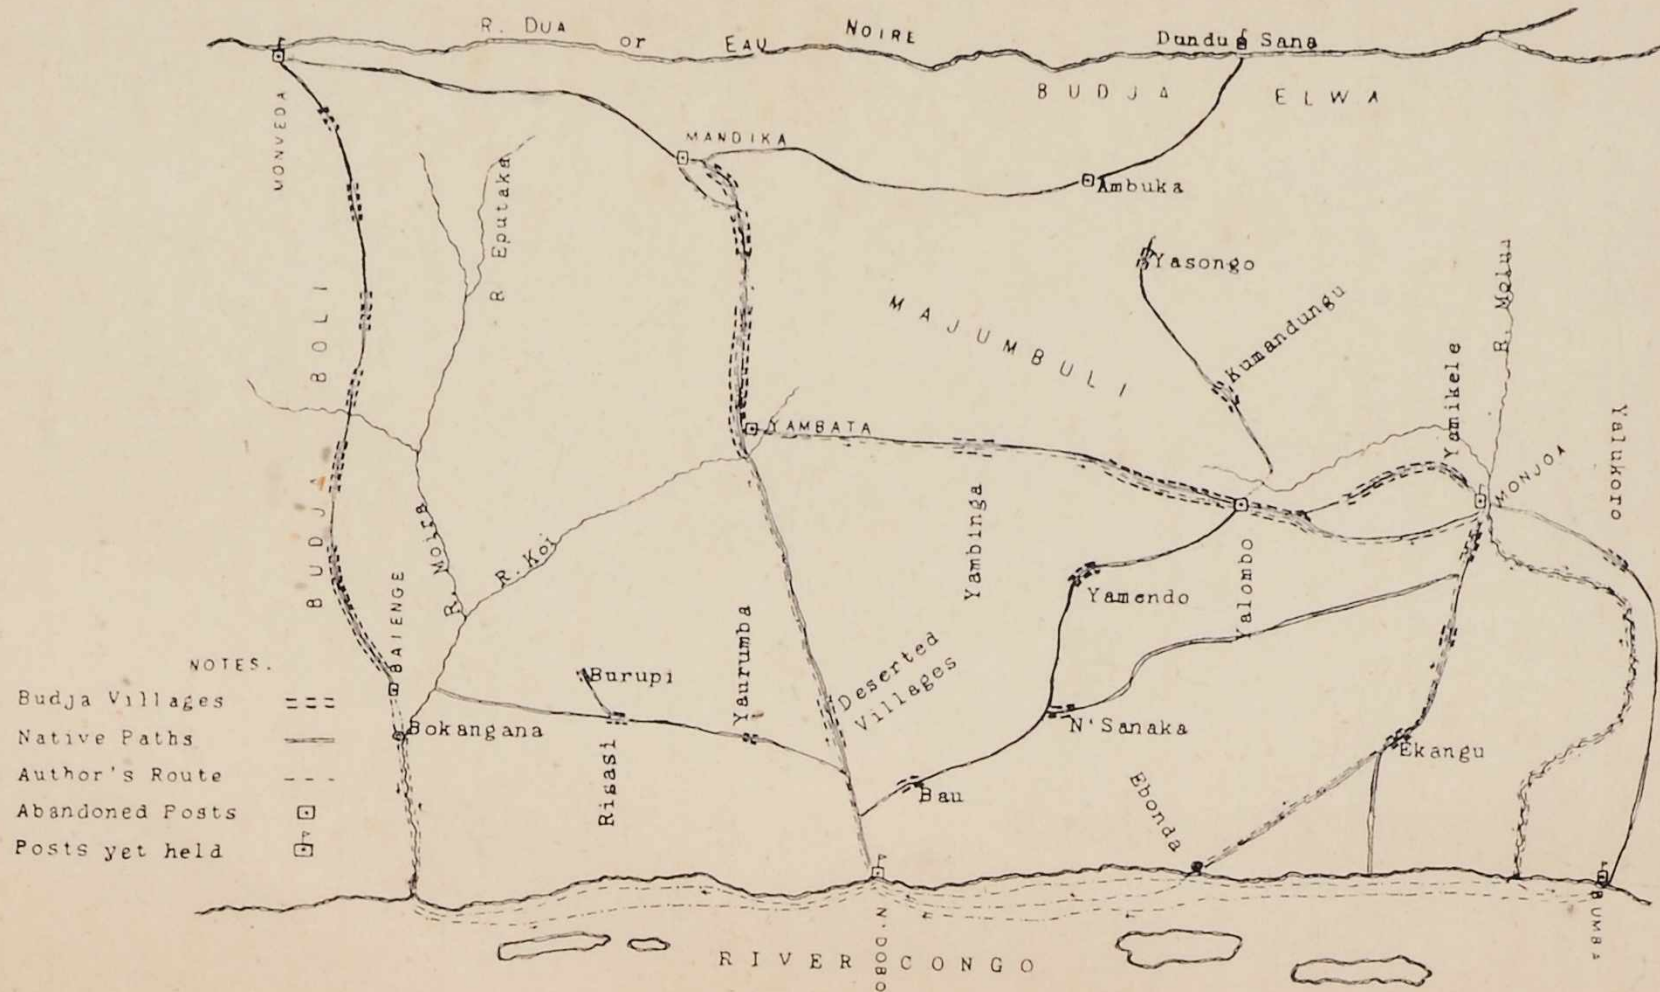 R. DUA or EAU NOIRE
Dundu Sana
BUDJA ELWA
MONVEDA
MANDIKA
Ambuka
R Eputaka
Yasongo
MAJUMBULI
Kumandungu
R. Molua
Yamikele
Yalukoro
BUDJA BOLI
YAMBATA
MONJOA
R. Moira
R. Koi
Yambinga
Yalombo
Yamendo
BAIENGE
Yaurumba
Deserted
Villages
Burupi
Bokangana
Rigasi
N'Sanaka
Ekangu
Bau
Ebonda
NOTES.
Budja Villages
Native Paths
Author's Route
Abandoned Posts
Posts yet held
N'DOBO
BUMBA
RIVER CONGO